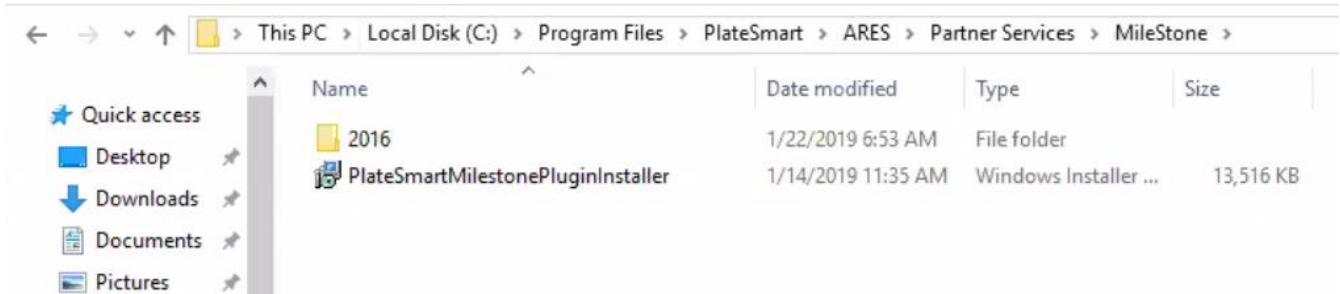 This PC > Local Disk (C:) > Program Files > PlateSmart > ARES > Partner Services > MileStone >
Name Date modified Type Size
Quick access
2016 1/22/2019 6:53 AM File folder
Desktop
PlateSmartMilestonePluginInstaller 1/14/2019 11:35 AM Windows Installer ... 13,516 KB
Downloads
Documents
Pictures